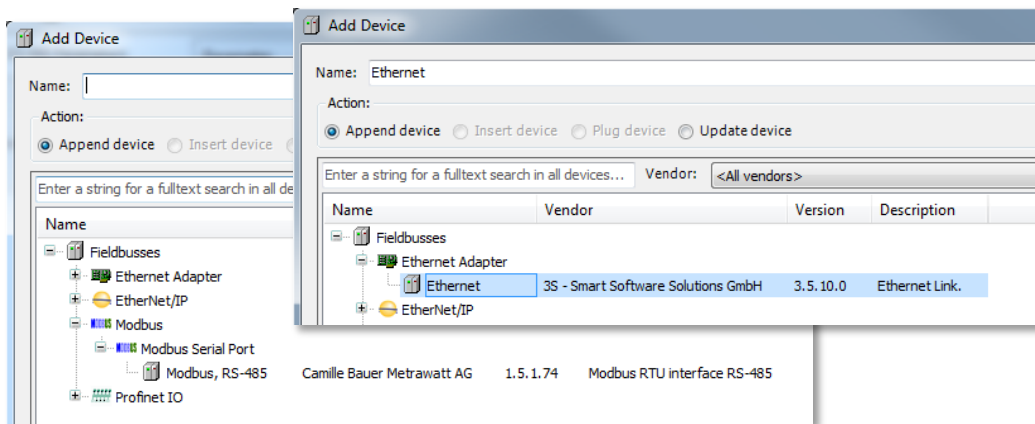 Add Device
Name:
Action:
Append device Insert device
Enter a string for a fulltext search in all de
Name
Fieldbusses
Ethernet Adapter
EtherNet/IP
Modbus
Modbus Serial Port
Modbus, RS-485 Camille Bauer Metrawatt AG 1.5.1.74 Modbus RTU interface RS-485
Profinet IO
Add Device
Name: Ethernet
Action:
Append device Insert device Plug device Update device
Enter a string for a fulltext search in all devices... Vendor: <All vendors>
Name Vendor Version Description
Fieldbusses
Ethernet Adapter
Ethernet 3S - Smart Software Solutions GmbH 3.5.10.0 Ethernet Link.
EtherNet/IP